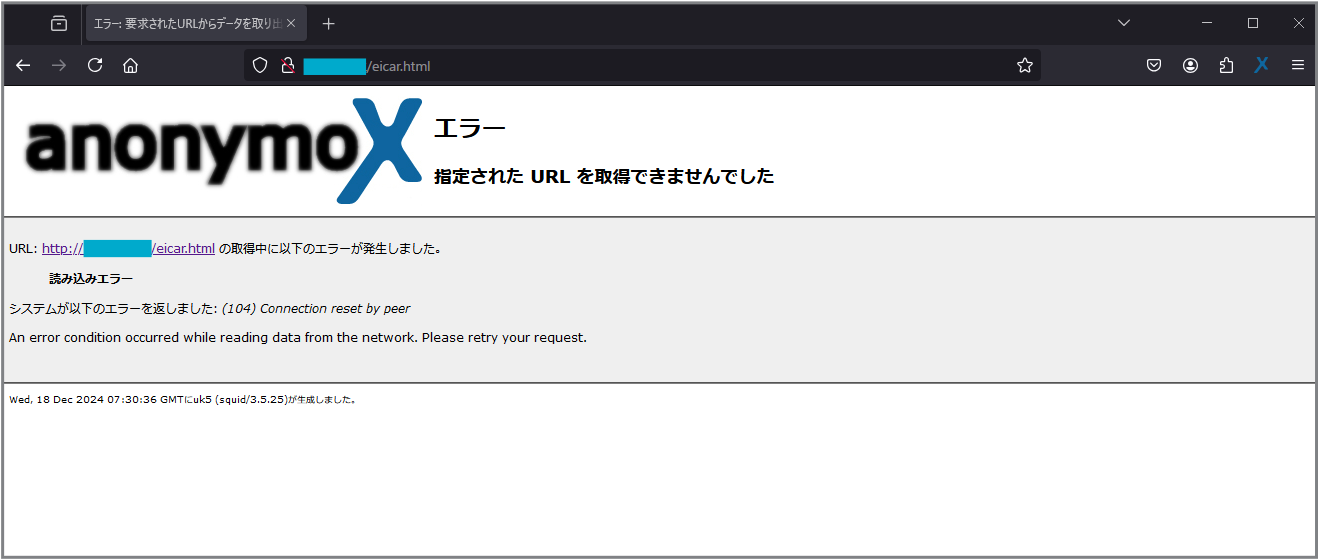 エラー: 要求されたURLからデータを取り出
/eicar.html
anonymoX
エラー
指定された URL を取得できませんでした
URL: http:// /eicar.html の取得中に以下のエラーが発生しました。
読み込みエラー
システムが以下のエラーを返しました: (104) Connection reset by peer
An error condition occurred while reading data from the network. Please retry your request.
Wed, 18 Dec 2024 07:30:36 GMTにuk5 (squid/3.5.25)が生成しました。